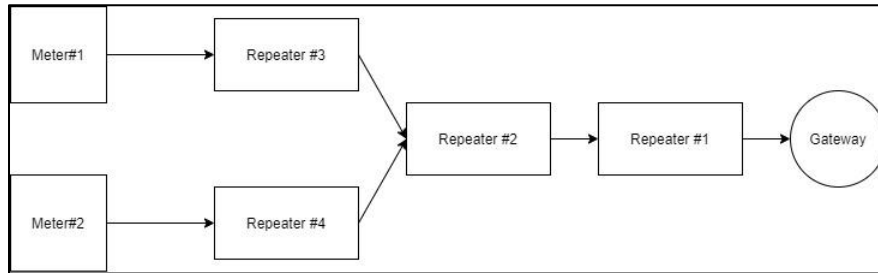 Meter#1
Repeater #3
Repeater #2
Repeater #1
Gateway
Meter#2
Repeater #4